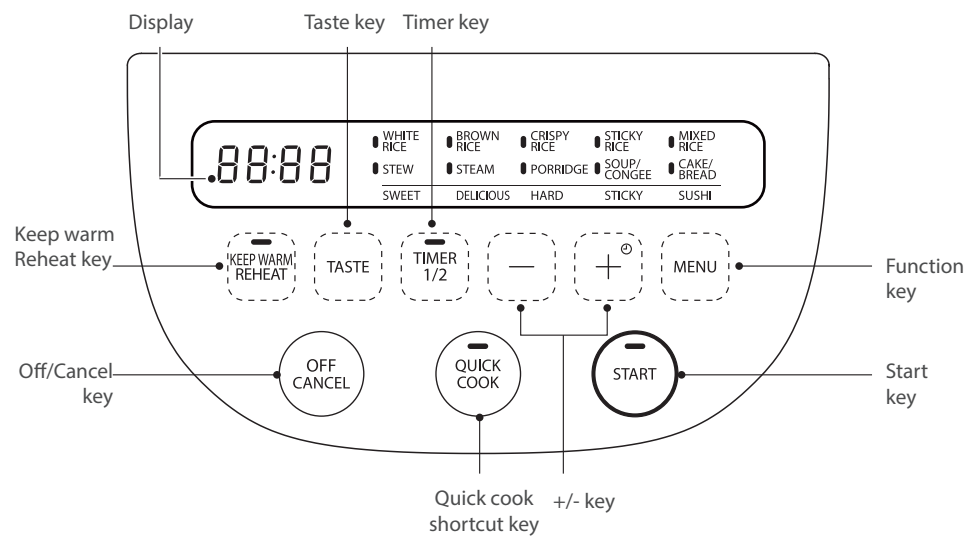 Display
Taste key
Timer key
88:88
WHITE RICE
BROWN RICE
CRISPY RICE
STICKY RICE
MIXED RICE
STEW
STEAM
PORRIDGE
SOUP/ CONGEE
CAKE/ BREAD
SWEET
DELICIOUS
HARD
STICKY
SUSHI
Keep warm
Reheat key
KEEP WARM
REHEAT
TASTE
TIMER
1/2
—
+
MENU
Function
key
Off/Cancel
key
OFF
CANCEL
QUICK
COOK
START
Start
key
Quick cook
shortcut key
+/- key